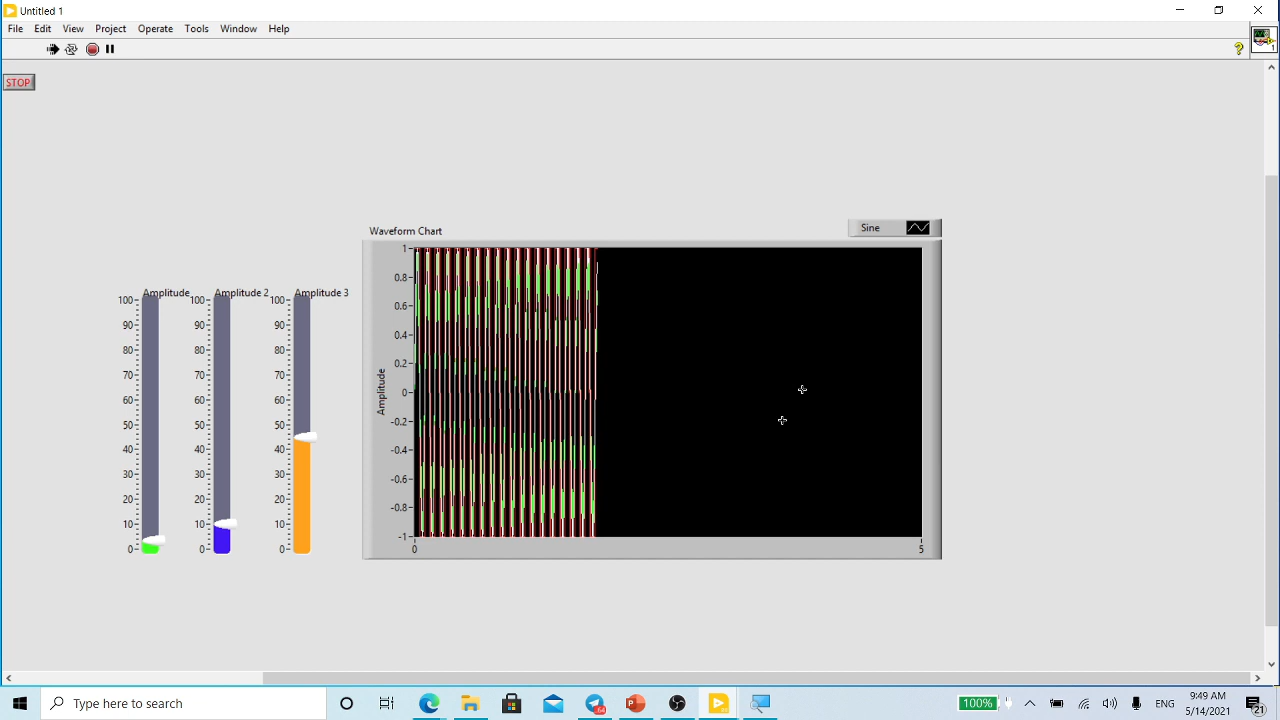 Untitled 1
File Edit View Project Operate Tools Window Help
?
1
STOP
Waveform Chart
Sine
Amplitude Amplitude 2 Amplitude 3
100 100 100
90 90 90
80 80 80
70 70 70
60 60 60
50 50 50
40 40 40
30 30 30
20 20 20
10 10 10
0 0 0
Amplitude
1
0.8
0.6
0.4
0.2
0
-0.2
-0.4
-0.6
-0.8
-1
0 5
Type here to search
100%
ENG
9:49 AM
5/14/2021
21